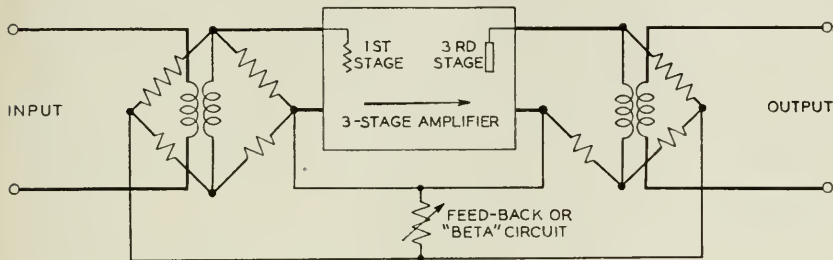 1ST
STAGE
3RD
STAGE
INPUT
3-STAGE AMPLIFIER
OUTPUT
FEED-BACK OR
"BETA" CIRCUIT